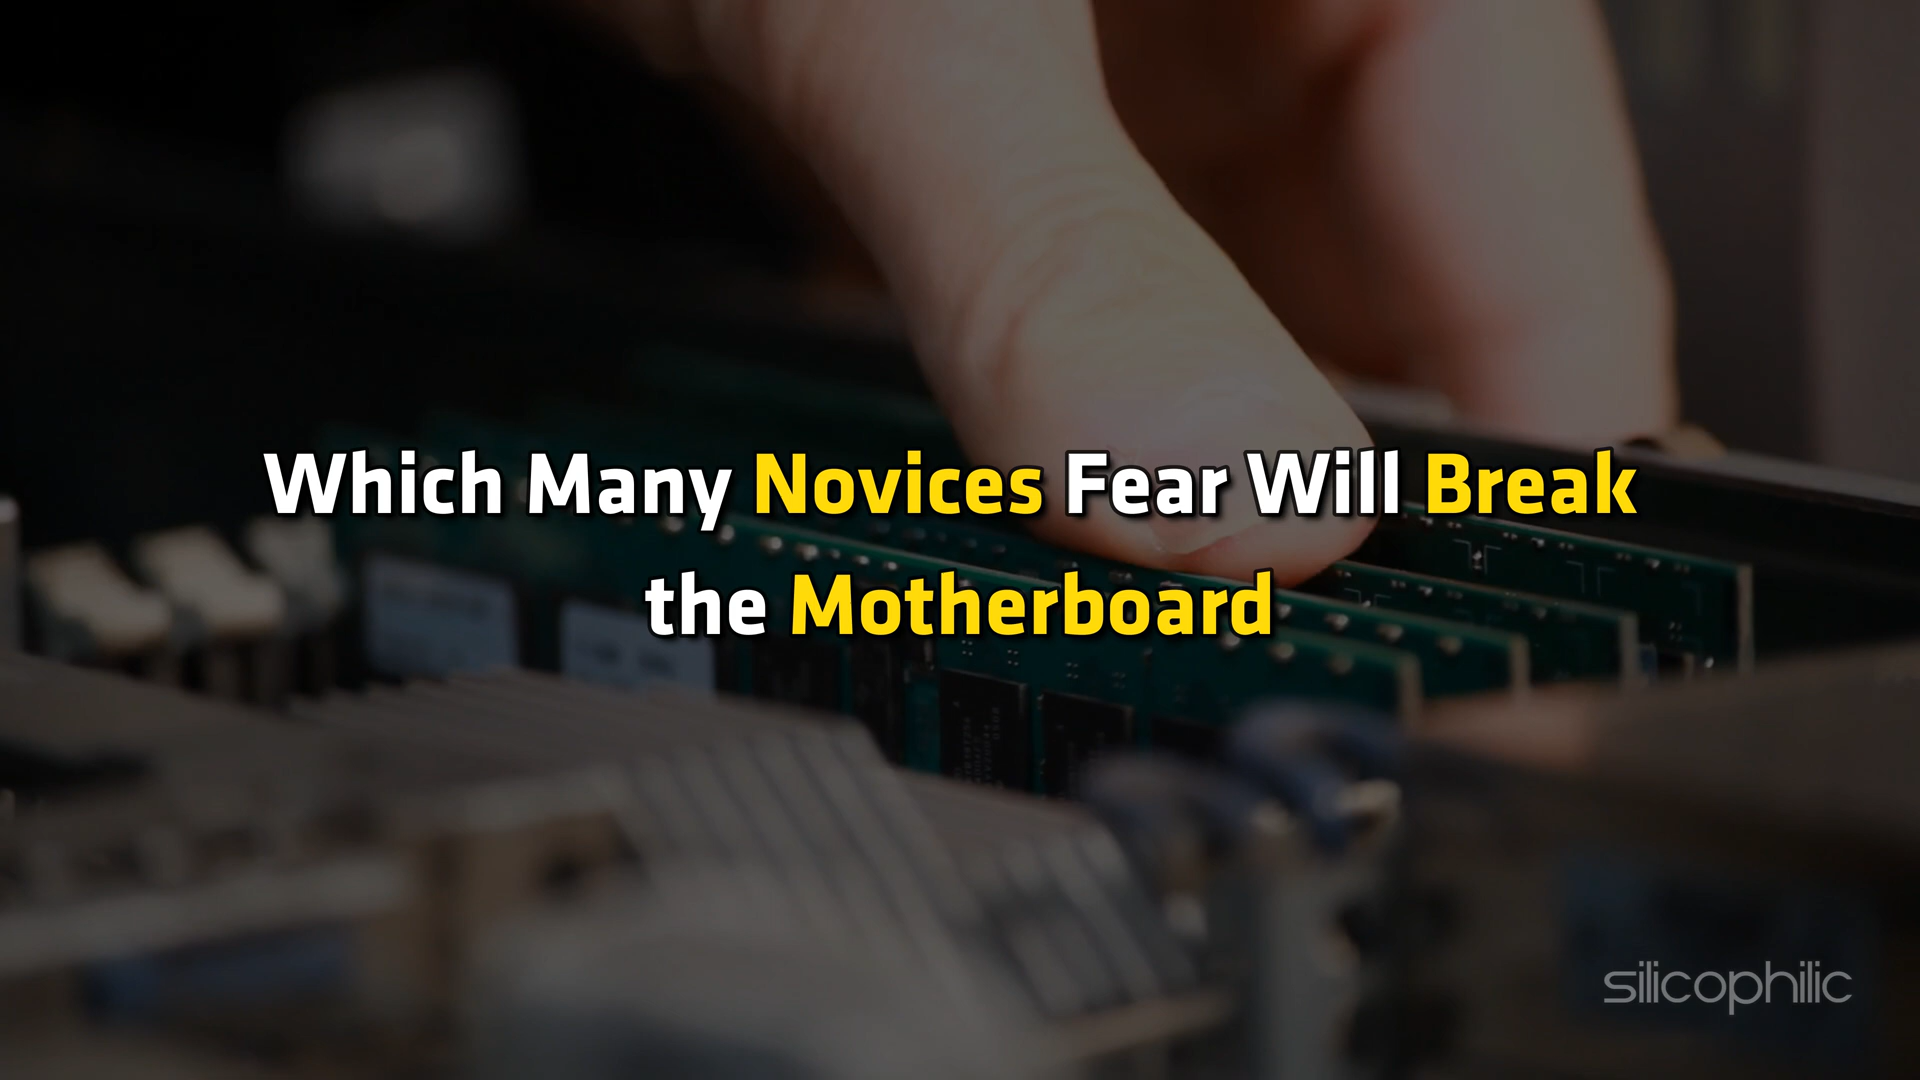 Which Many Novices Fear Will Break
the Motherboard
silicophilic